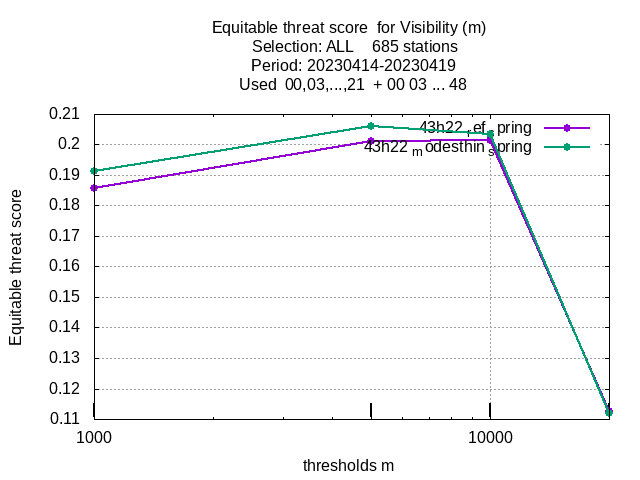 Equitable threat score  for Visibility (m)
Selection: ALL    685 stations
Period: 20230414-20230419
Used  00,03,...,21  + 00 03 ... 48
43h22_ref_spring
43h22_modesthin_spring
0.21
0.2
0.19
0.18
0.17
0.16
0.15
0.14
0.13
0.12
0.11
Equitable threat score
1000 10000
thresholds m